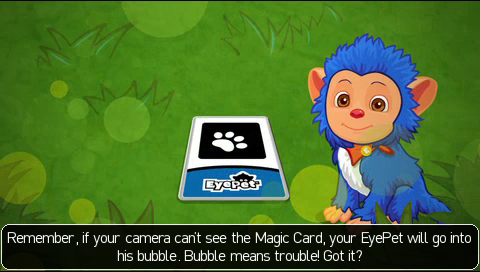 EyePet
Remember, if your camera can't see the Magic Card, your EyePet will go into
his bubble. Bubble means trouble! Got it?